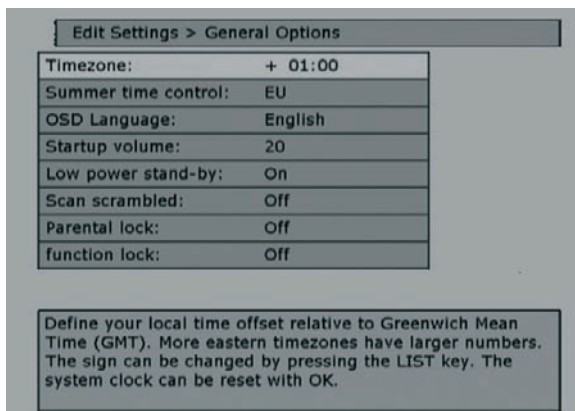 Edit Settings > General Options
Timezone: + 01:00
Summer time control: EU
OSD Language: English
Startup volume: 20
Low power stand-by: On
Scan scrambled: Off
Parental lock: Off
function lock: Off
Define your local time offset relative to Greenwich Mean
Time (GMT). More eastern timezones have larger numbers.
The sign can be changed by pressing the LIST key. The
system clock can be reset with OK.